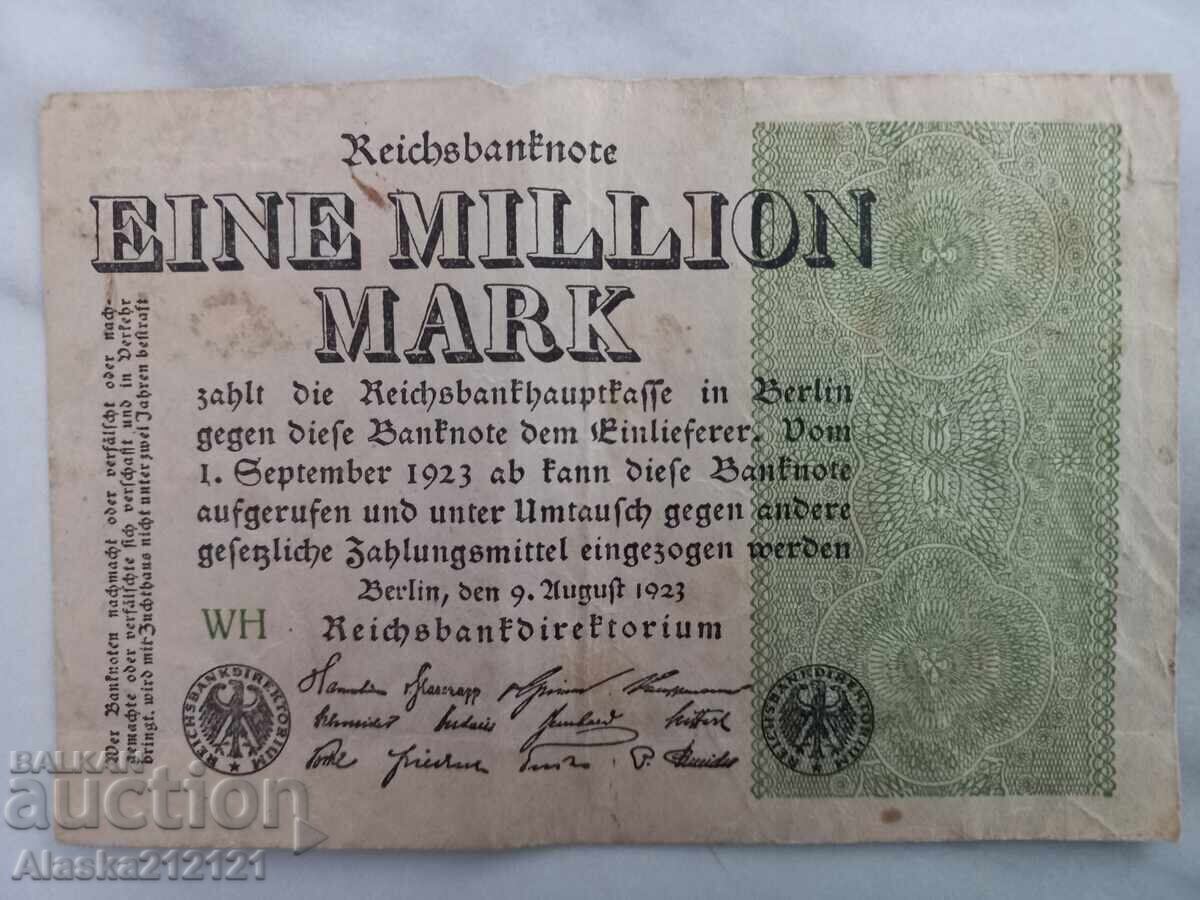 Reichsbanknote
EINE MILLION
MARK
zahlt die Reichsbankhauptkasse in Berlin
gegen diese Banknote dem Einlieferer. Vom
1. September 1923 ab kann diese Banknote
aufgerufen und unter Umtausch gegen andere
gesetzliche Zahlungsmittel eingezogen werden
Berlin, den 9. August 1923
WH Reichsbankdirektorium
Wer Banknoten nachmacht oder verfälscht oder nach-
gemachte oder verfälschte sich verschafft und in Verkehr
bringt, wird mit Zuchthaus nicht unter zwei Jahren bestraft
REICHSBANKDIREKTORIUM
REICHSBANKDIREKTORIUM
BALKAN
auction
Alaska212121